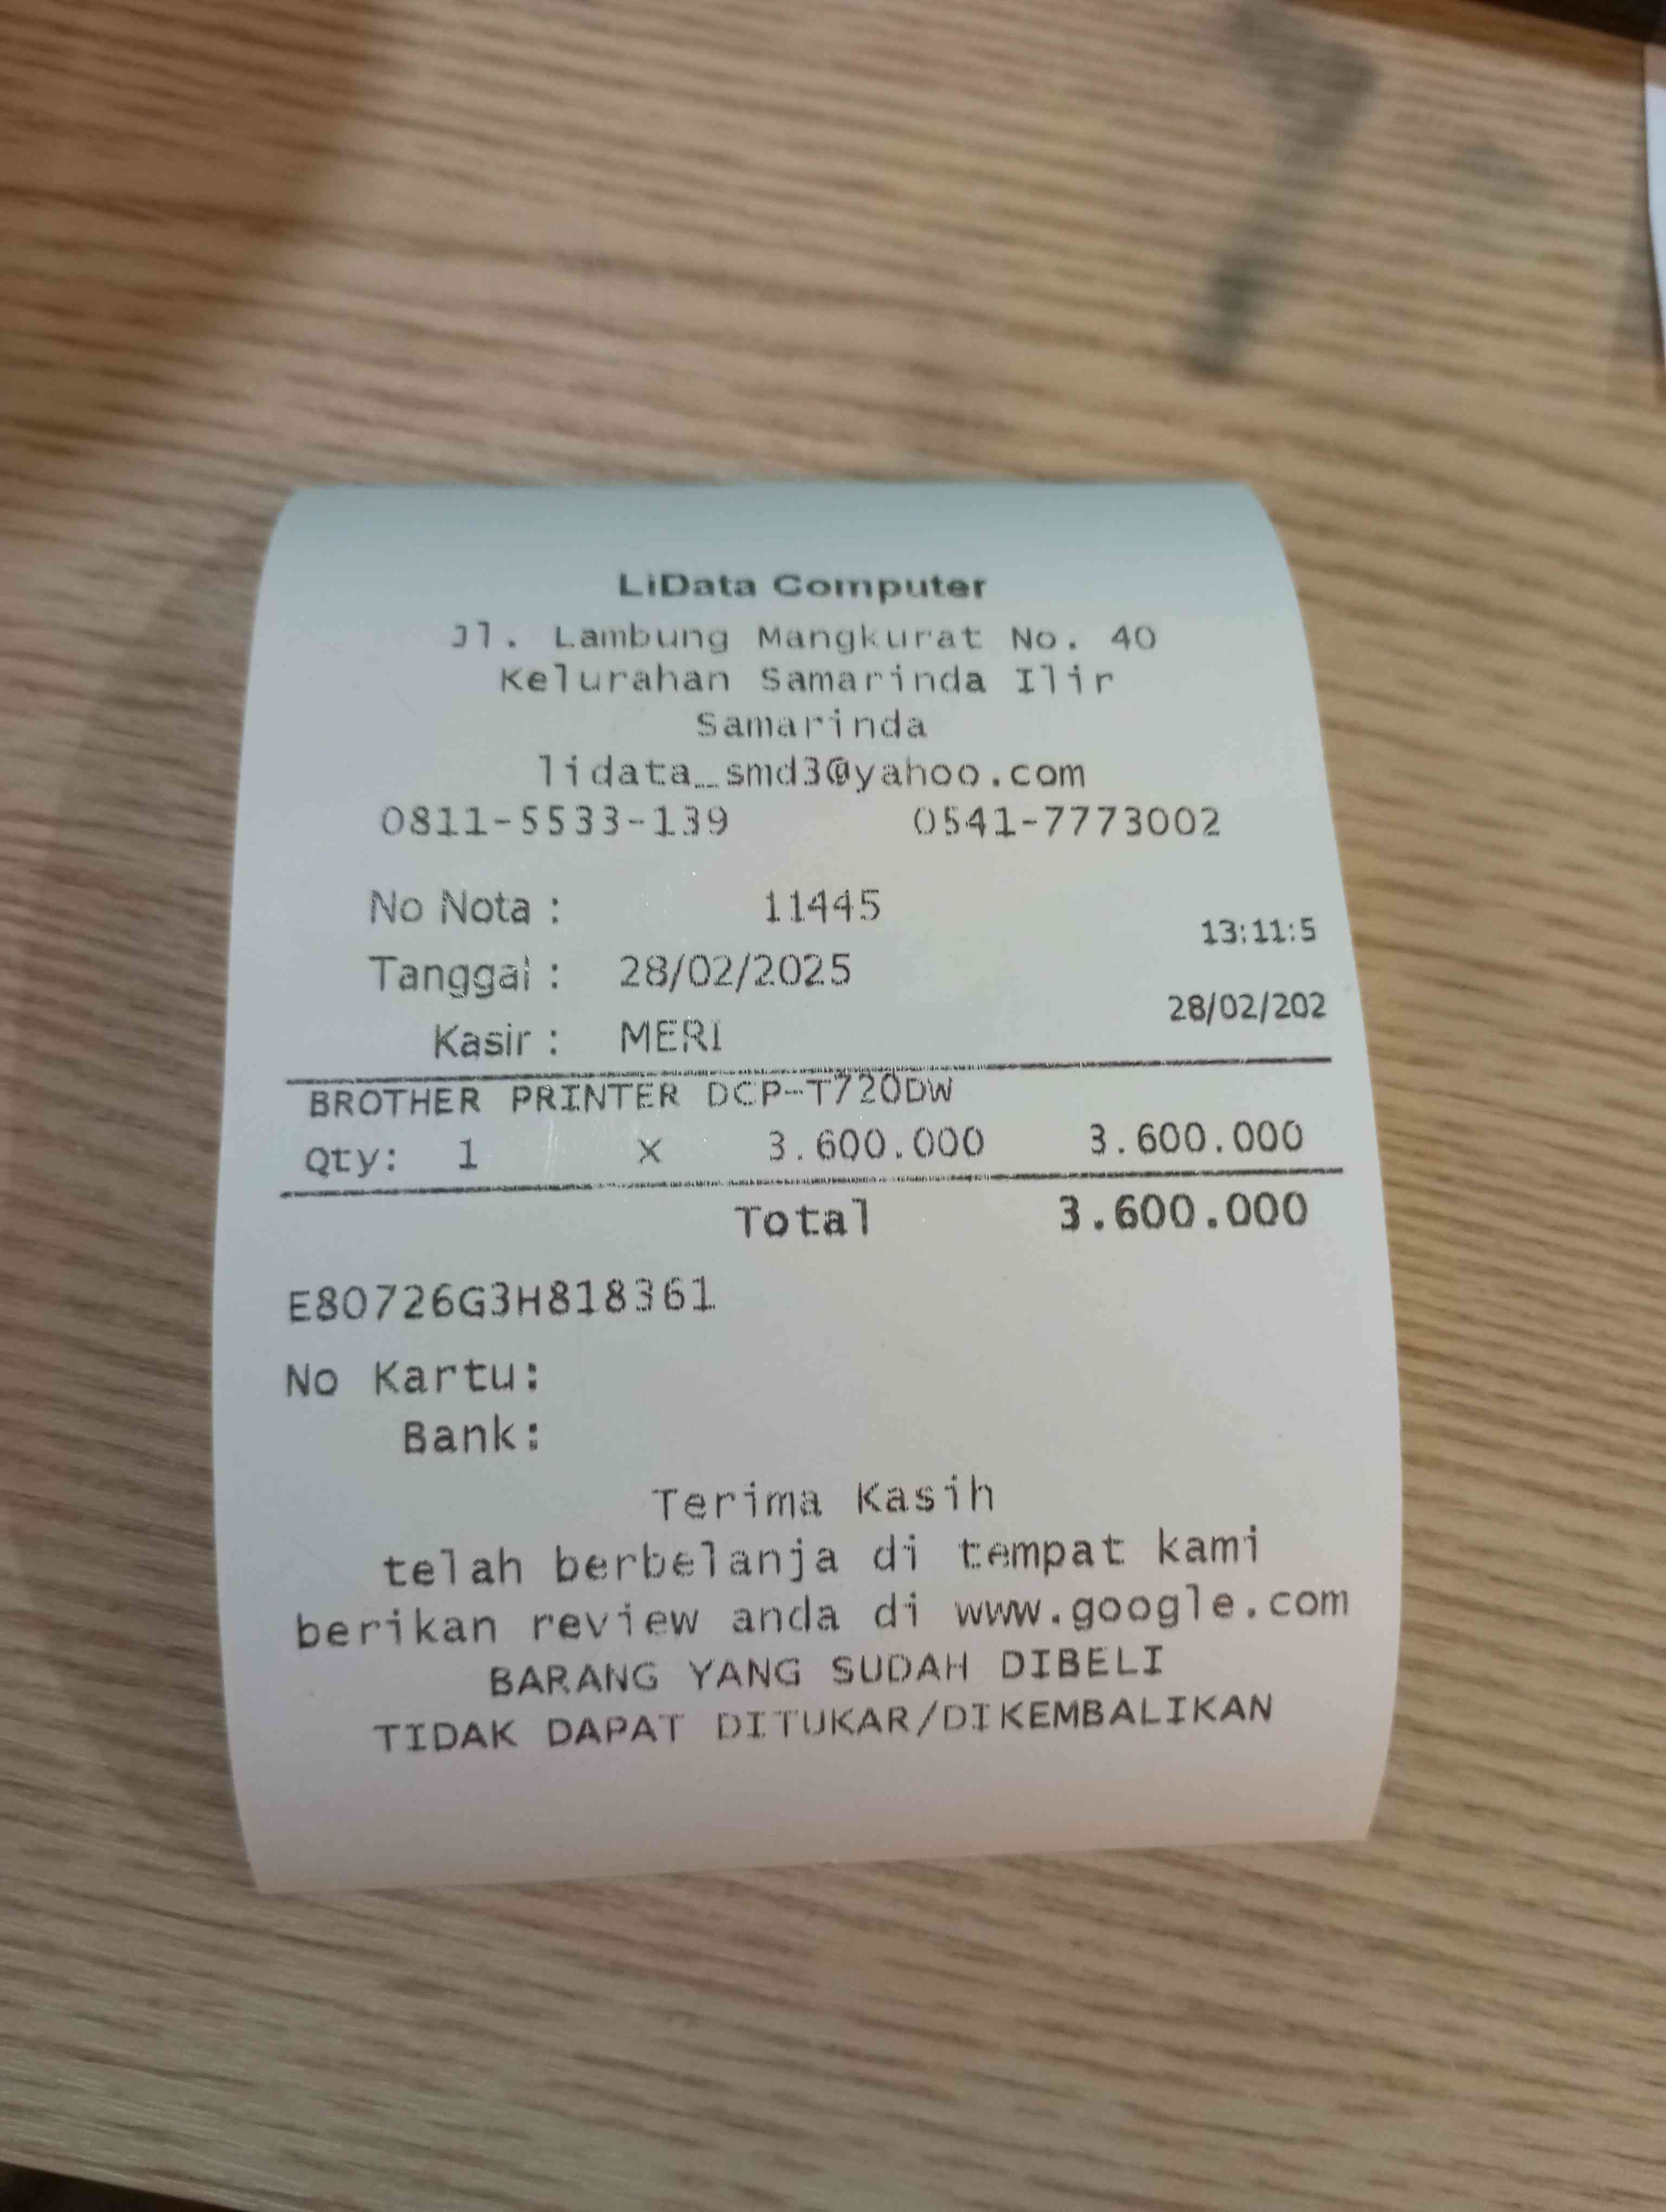 LiData Computer
Jl. Lambung Mangkurat No. 40
Kelurahan Samarinda Ilir
Samarinda
lidata_smd3@yahoo.com
0811-5533-139 0541-7773002
No Nota : 11445
13:11:5
Tanggal : 28/02/2025
28/02/202
Kasir : MERI
BROTHER PRINTER DCP-T720DW
Qty: 1 X 3.600.000 3.600.000
Total 3.600.000
E80726G3H818361
No Kartu:
Bank:
Terima Kasih
telah berbelanja di tempat kami
berikan review anda di www.google.com
BARANG YANG SUDAH DIBELI
TIDAK DAPAT DITUKAR/DIKEMBALIKAN